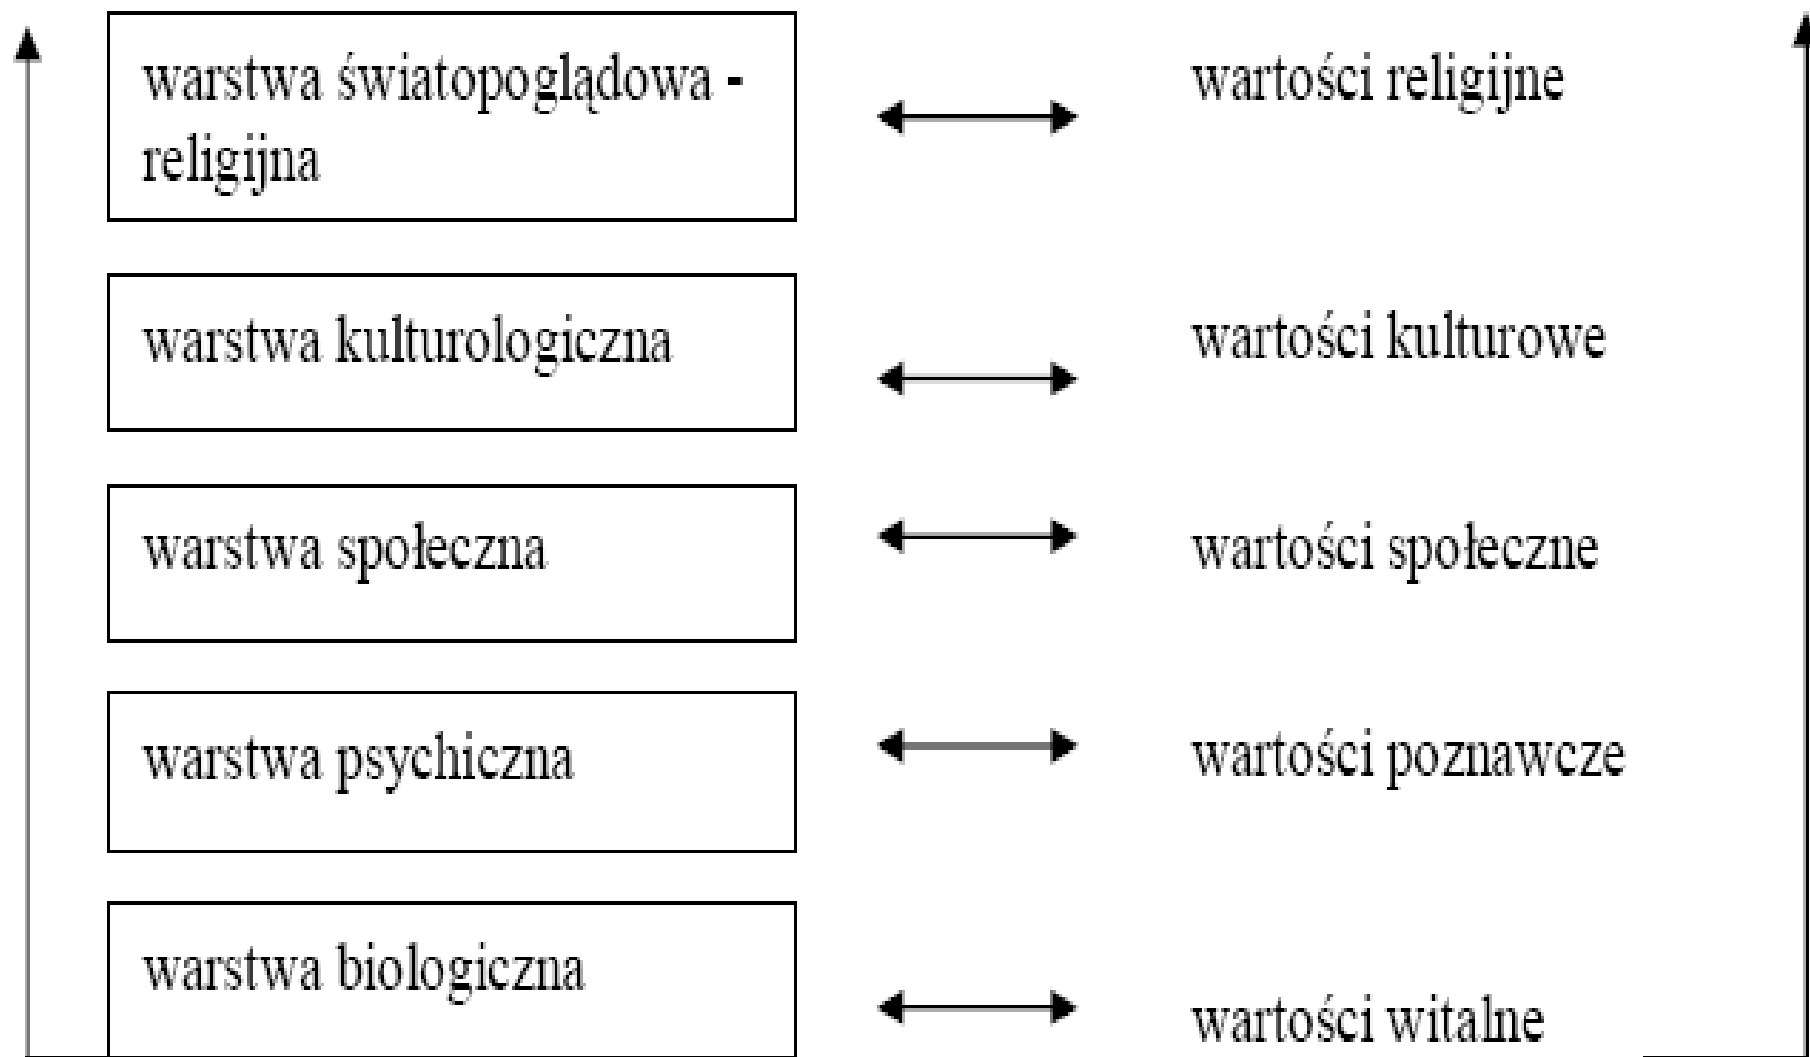 warstwa światopoglądowa -
religijna
wartości religijne
warstwa kulturologiczna
wartości kulturowe
warstwa społeczna
wartości społeczne
warstwa psychiczna
wartości poznawcze
warstwa biologiczna
wartości witalne